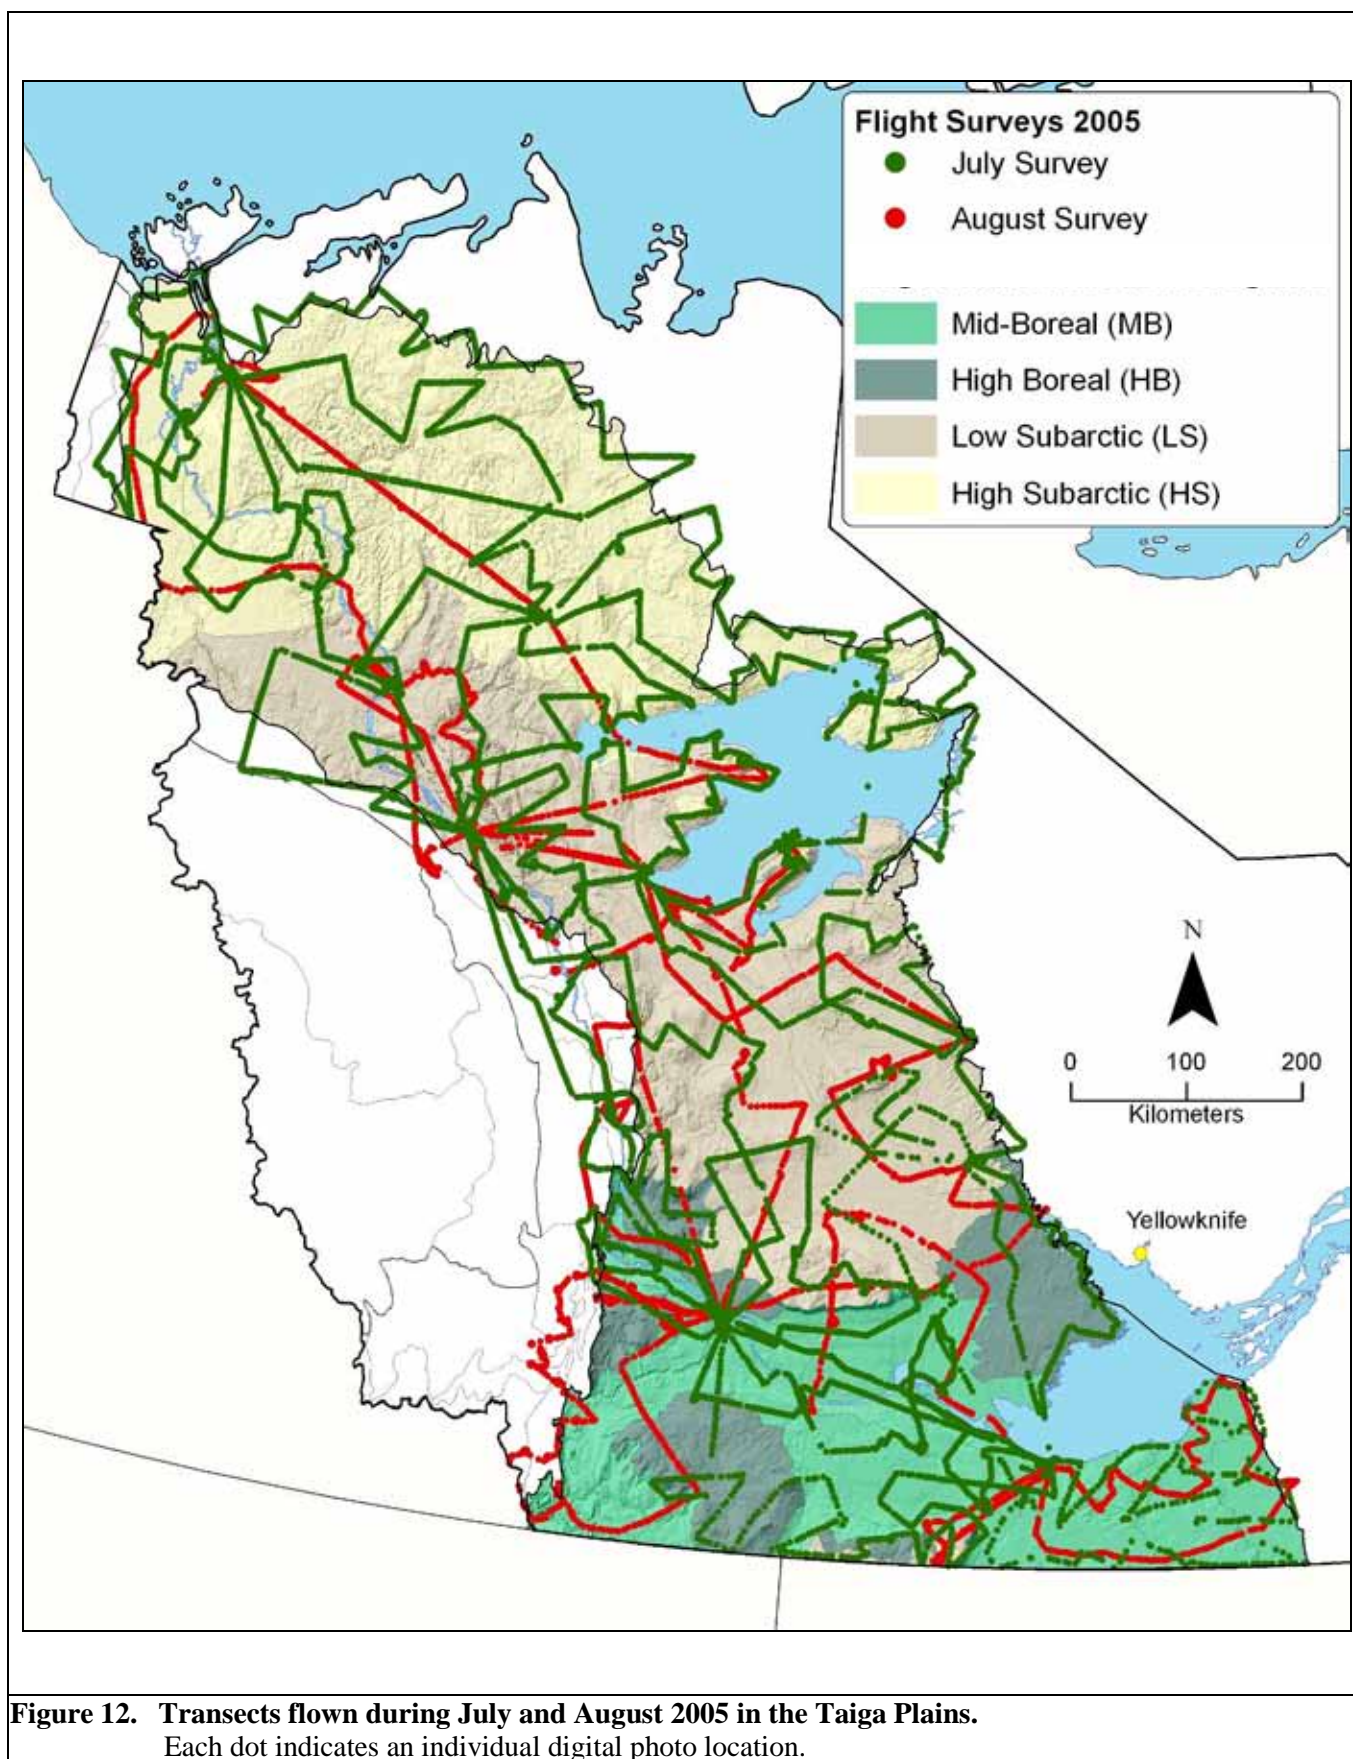 Flight Surveys 2005
July Survey
August Survey
Mid-Boreal (MB)
High Boreal (HB)
Low Subarctic (LS)
High Subarctic (HS)
N
0 100 200
Kilometers
Yellowknife
Figure 12. Transects flown during July and August 2005 in the Taiga Plains.
Each dot indicates an individual digital photo location.